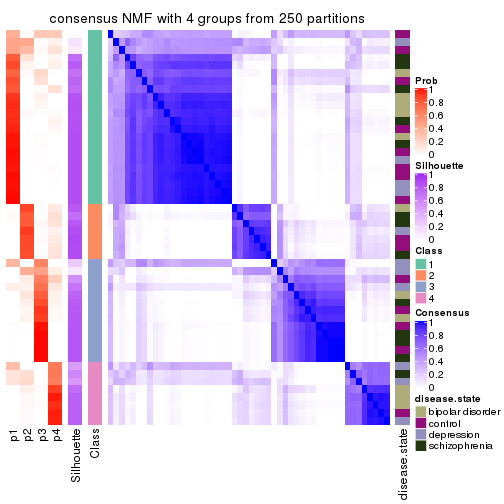 consensus NMF with 4 groups from 250 partitions
Prob
1
0.8
0.6
0.4
0.2
0
Silhouette
1
0.8
0.6
0.4
0.2
0
Class
1
2
3
4
Consensus
1
0.8
0.6
0.4
0.2
0
disease.state
bipolar disorder
control
depression
schizophrenia
p1
p2
p3
p4
Silhouette
Class
disease.state